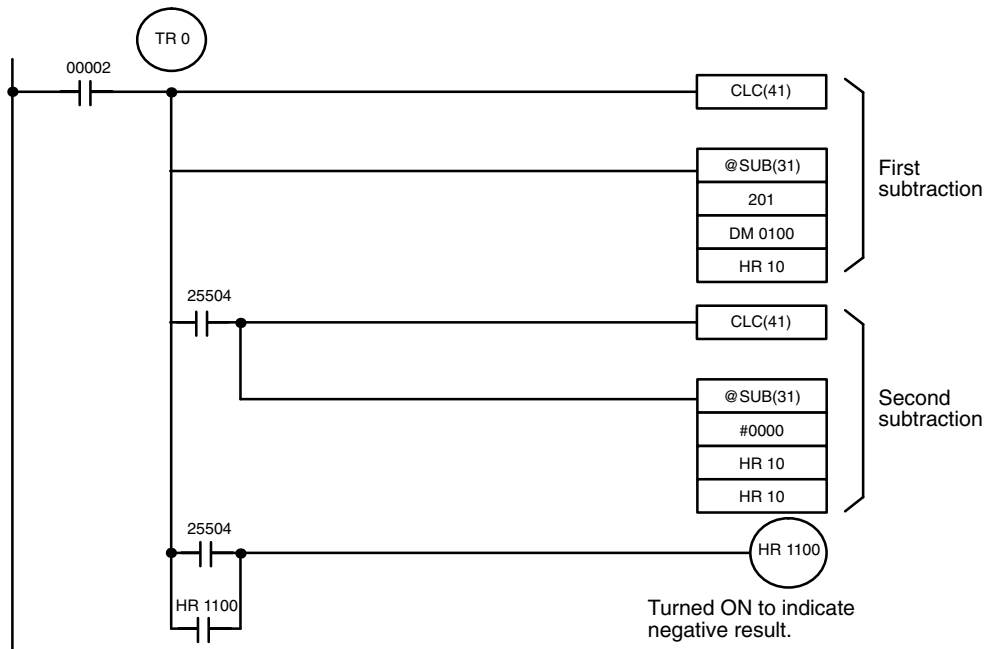 TR 0
00002
CLC(41)
@SUB(31)
201
DM 0100
HR 10
First
subtraction
25504
CLC(41)
@SUB(31)
#0000
HR 10
HR 10
Second
subtraction
25504
HR 1100
HR 1100
Turned ON to indicate
negative result.